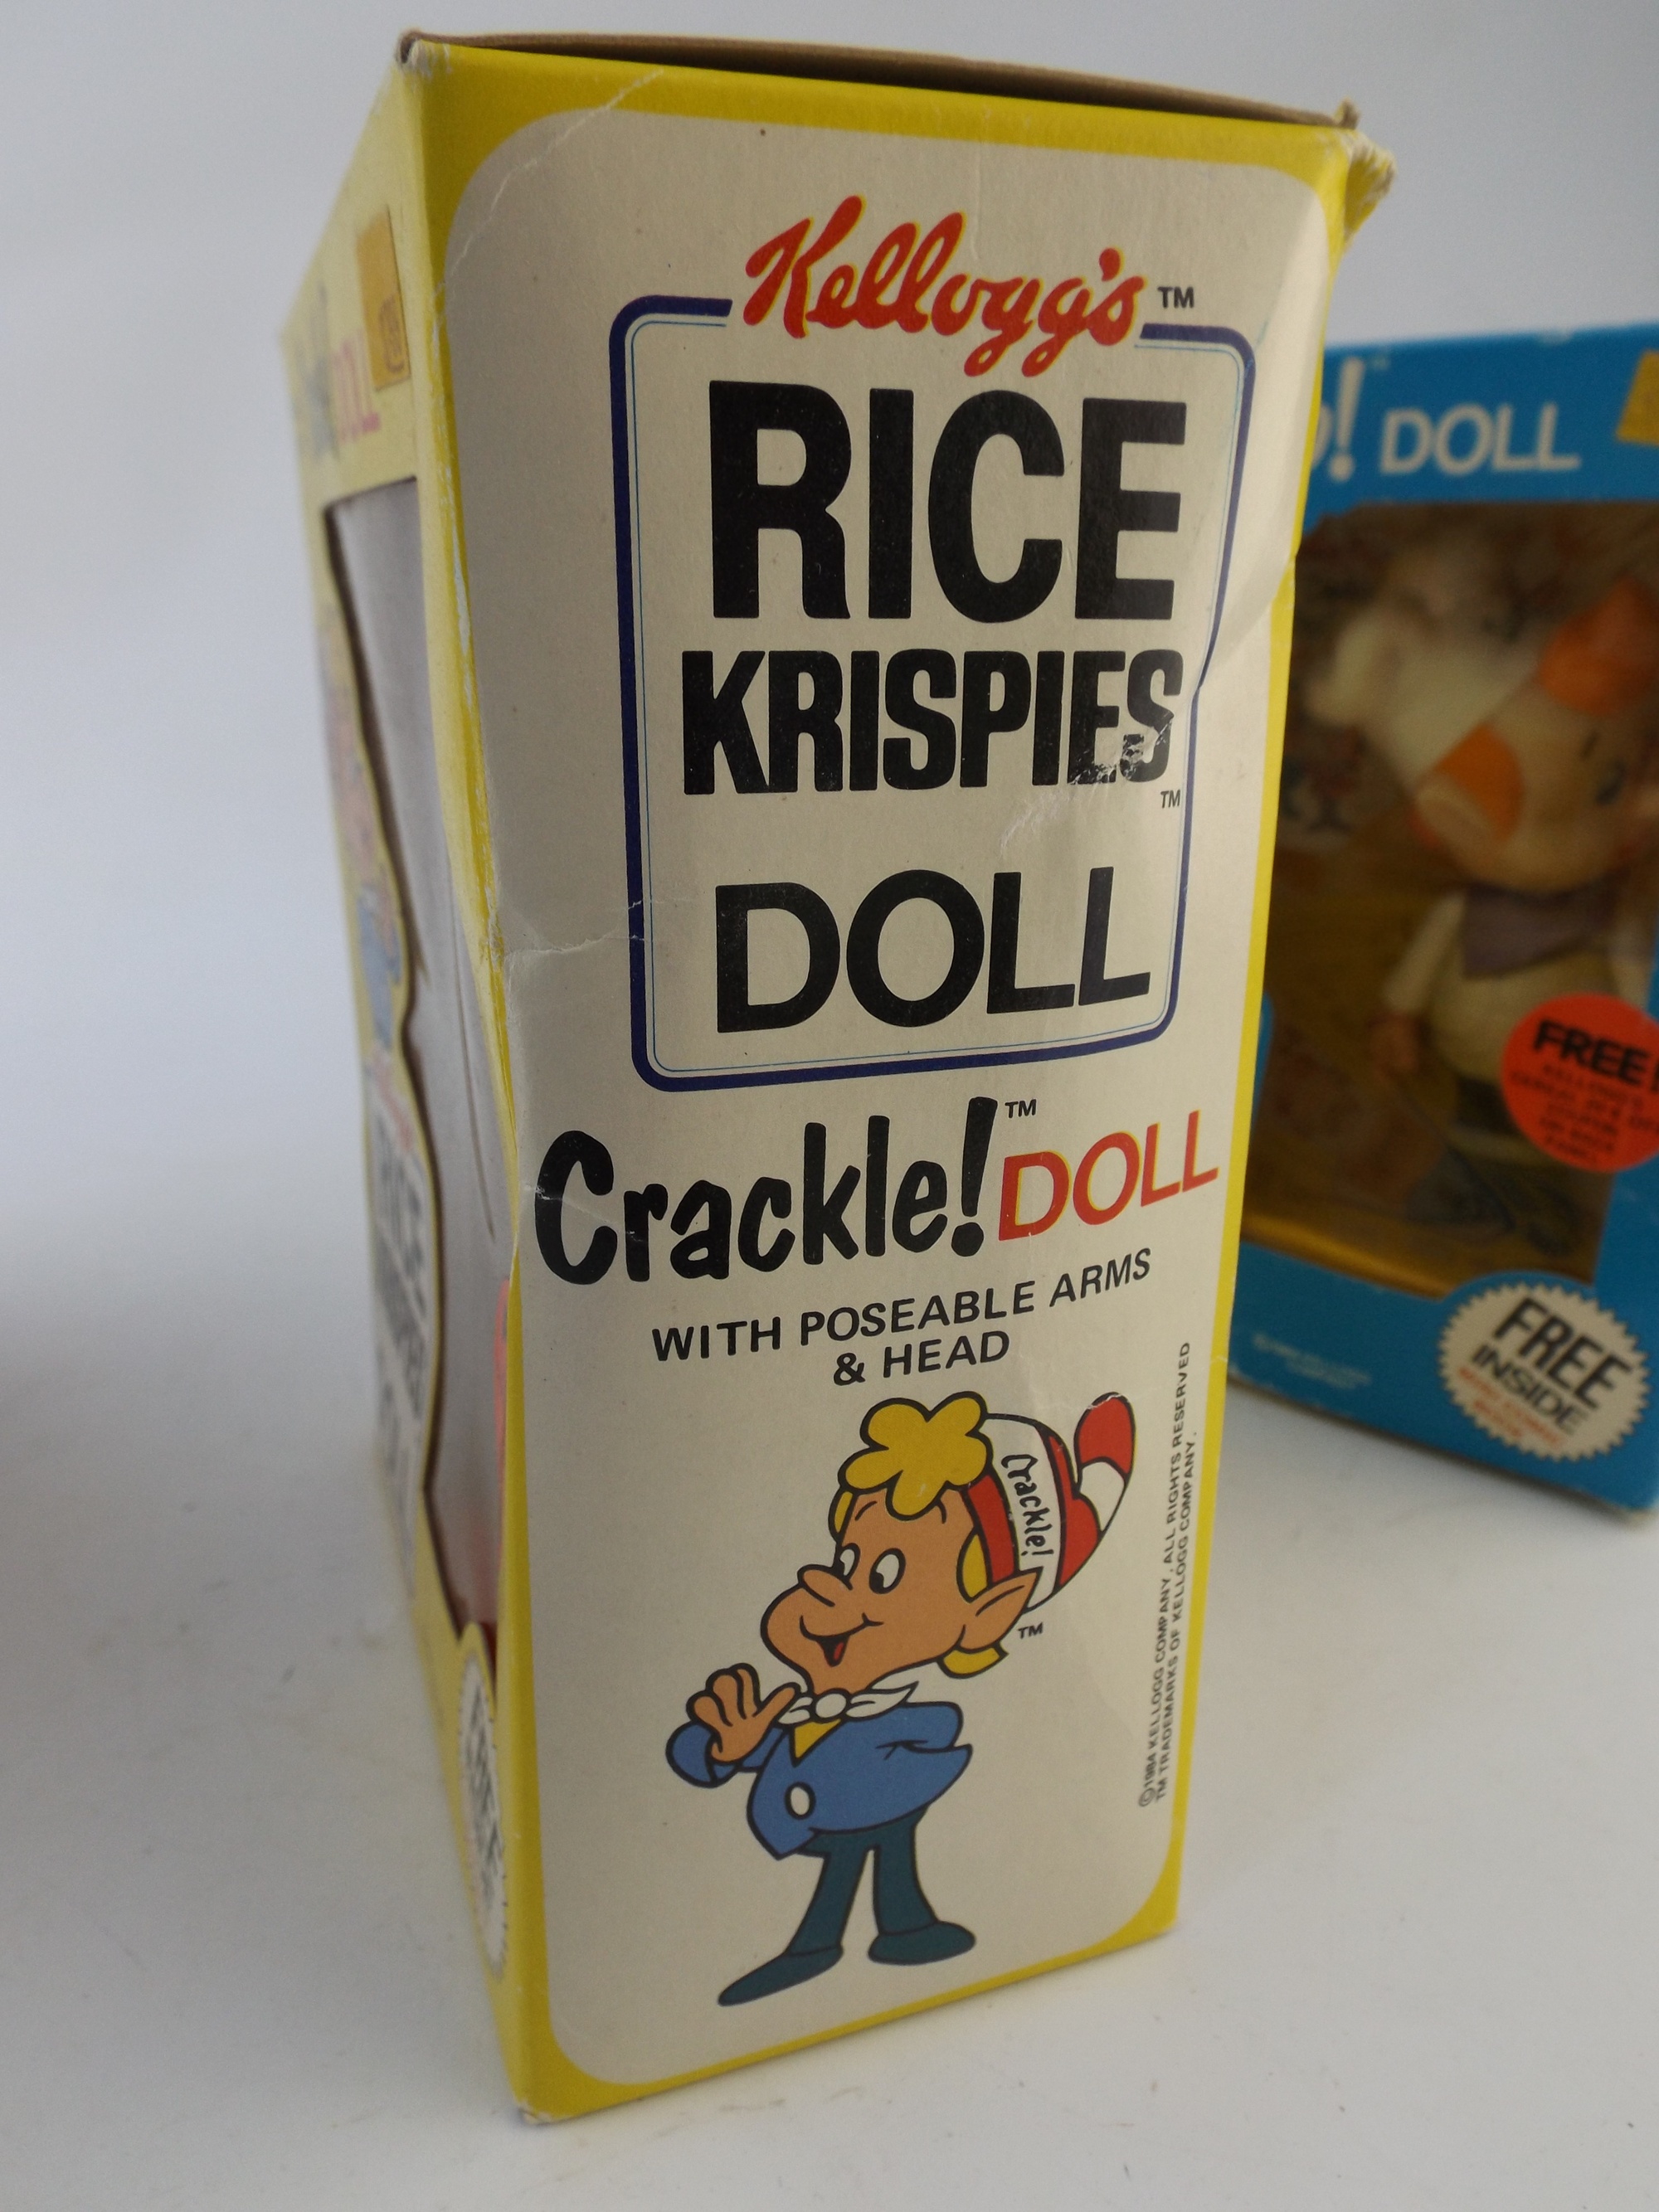 Kellogg's™
RICE
KRISPIES
™
DOLL
Crackle!™ DOLL
WITH POSEABLE ARMS
& HEAD
Crackle!
™
©1984 KELLOGG COMPANY. ALL RIGHTS RESERVED
TM TRADEMARKS OF KELLOGG COMPANY.
! DOLL
FREE!
FREE
INSIDE